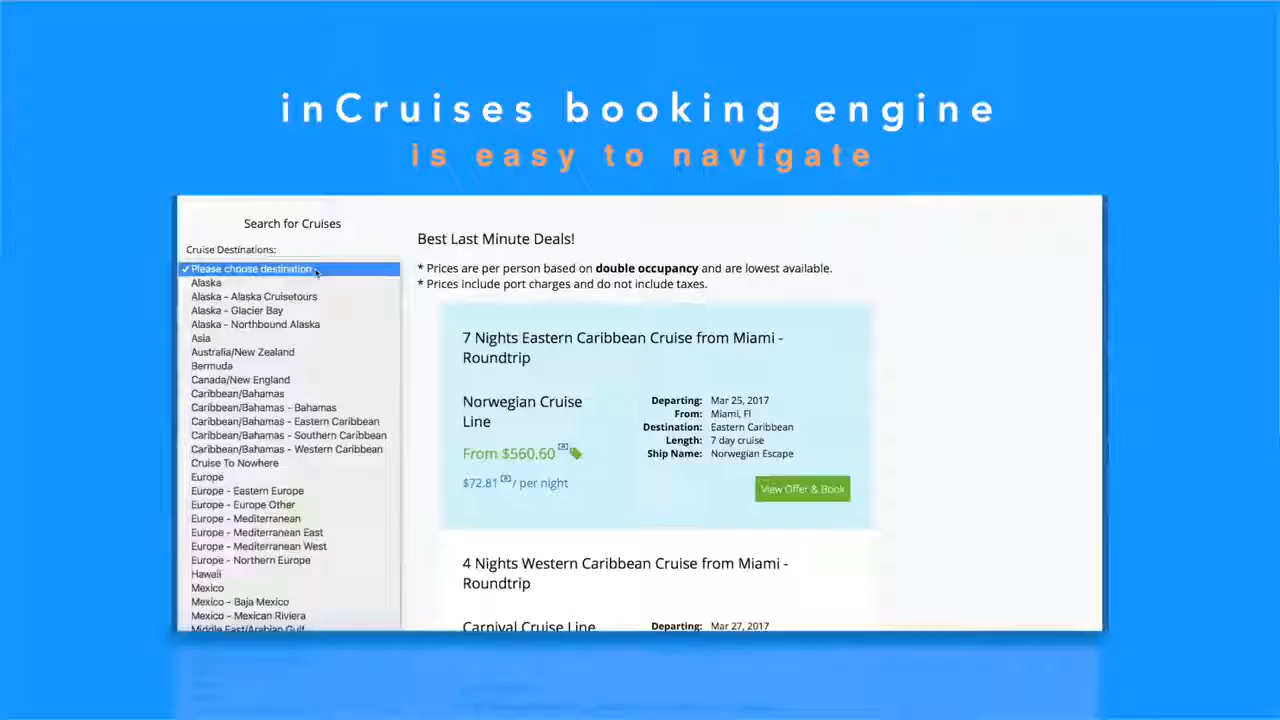 inCruises booking engine
is easy to navigate
Search for Cruises
Cruise Destinations:
✓ Please choose destination
Alaska
Alaska - Alaska Cruisetours
Alaska - Glacier Bay
Alaska - Northbound Alaska
Asia
Australia/New Zealand
Bermuda
Canada/New England
Caribbean/Bahamas
Caribbean/Bahamas - Bahamas
Caribbean/Bahamas - Eastern Caribbean
Caribbean/Bahamas - Southern Caribbean
Caribbean/Bahamas - Western Caribbean
Cruise To Nowhere
Europe
Europe - Eastern Europe
Europe - Europe Other
Europe - Mediterranean
Europe - Mediterranean East
Europe - Mediterranean West
Europe - Northern Europe
Hawaii
Mexico
Mexico - Baja Mexico
Mexico - Mexican Riviera
Middle East/Arabian Gulf
Best Last Minute Deals!
* Prices are per person based on double occupancy and are lowest available.
* Prices include port charges and do not include taxes.
7 Nights Eastern Caribbean Cruise from Miami -
Roundtrip
Norwegian Cruise
Line
From $560.60
$72.81 / per night
Departing: Mar 25, 2017
From: Miami, Fl
Destination: Eastern Caribbean
Length: 7 day cruise
Ship Name: Norwegian Escape
View Offer & Book
4 Nights Western Caribbean Cruise from Miami -
Roundtrip
Carnival Cruise Line
Departing: Mar 27, 2017